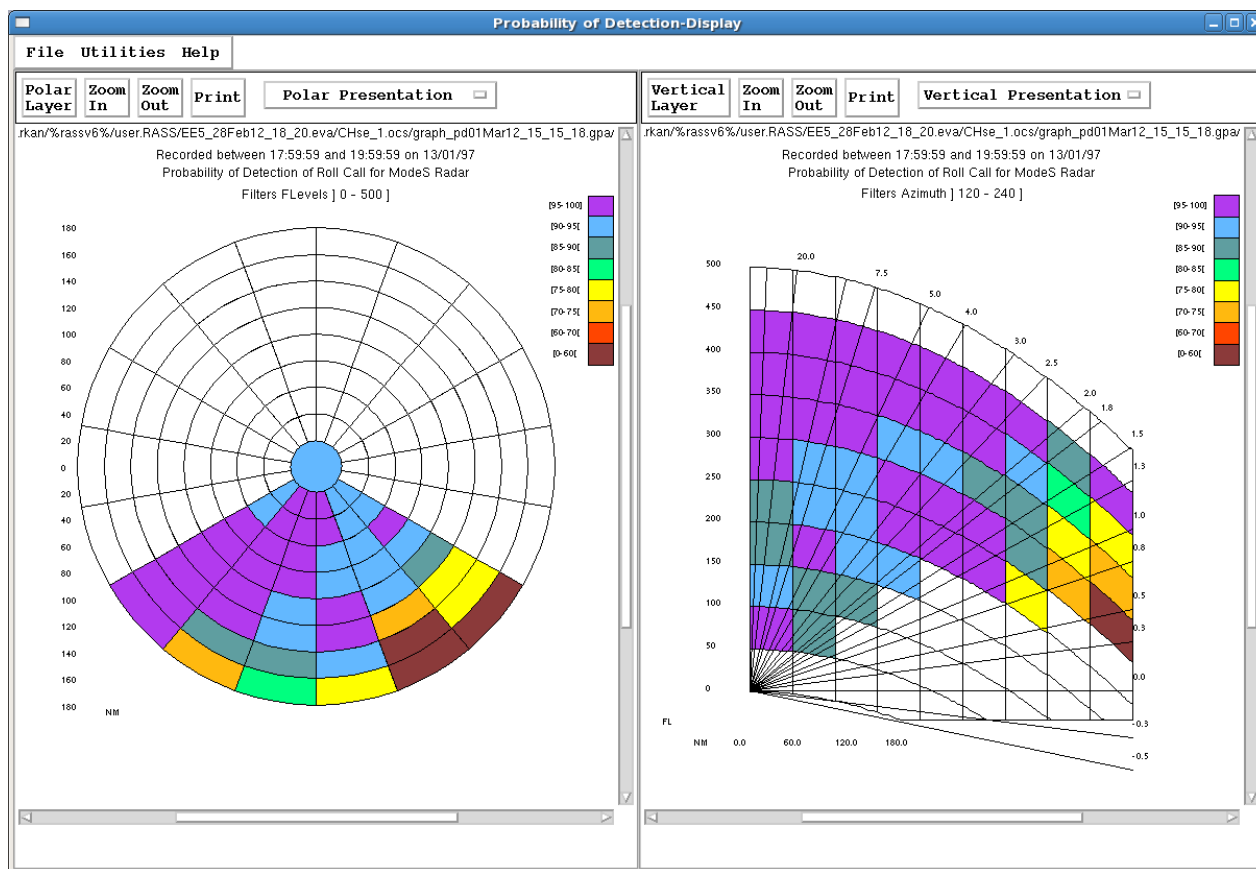 Probability of Detection-Display
File Utilities Help
Polar Layer
Zoom In
Zoom Out
Print
Polar Presentation
.rkan/%rassv6%/user.RASS/EE5_28Feb12_18_20.eva/CHse_1.ocs/graph_pd01Mar12_15_15_18.gpa/
Recorded between 17:59:59 and 19:59:59 on 13/01/97
Probability of Detection of Roll Call for ModeS Radar
Filters FLevels ] 0 - 500 ]
[95-100]
[90-95[
[85-90[
[80-85[
[75-80[
[70-75[
[60-70[
[0-60[
180
160
140
120
100
80
60
40
20
0
20
40
60
80
100
120
140
160
180
NM
Vertical Layer
Zoom In
Zoom Out
Print
Vertical Presentation
.rkan/%rassv6%/user.RASS/EE5_28Feb12_18_20.eva/CHse_1.ocs/graph_pd01Mar12_15_15_18.gpa/
Recorded between 17:59:59 and 19:59:59 on 13/01/97
Probability of Detection of Roll Call for ModeS Radar
Filters Azimuth ] 120 - 240 ]
[95-100]
[90-95[
[85-90[
[80-85[
[75-80[
[70-75[
[60-70[
[0-60[
20.0
7.5
5.0
4.0
3.0
2.5
2.0
1.8
1.5
1.3
1.0
0.8
0.5
0.3
0.0
-0.3
-0.5
500
450
400
350
300
250
200
150
100
50
0
FL
NM 0.0 60.0 120.0 180.0